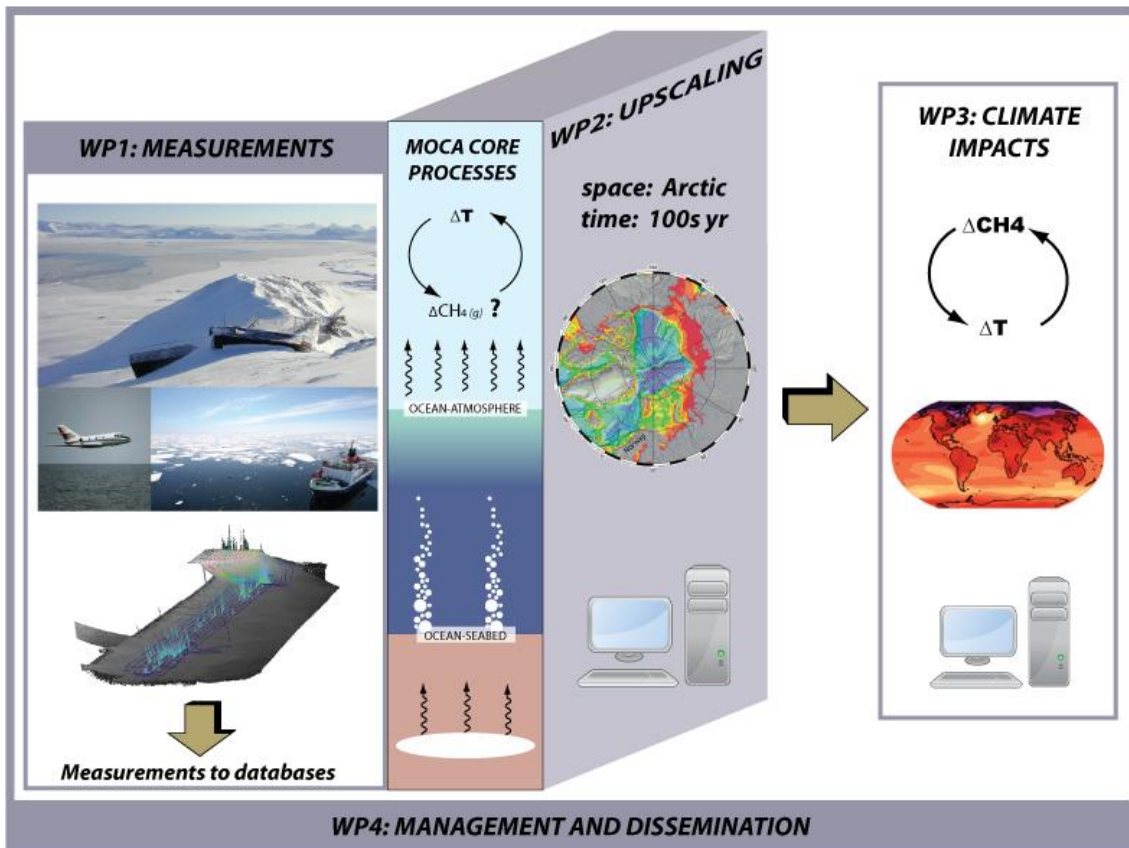 WP1: MEASUREMENTS
Measurements to databases
MOCA CORE
PROCESSES
ΔT
ΔCH4 (g) ?
OCEAN-ATMOSPHERE
OCEAN-SEABED
WP2: UPSCALING
space: Arctic
time: 100s yr
Norway
WP3: CLIMATE
IMPACTS
ΔCH4
ΔT
WP4: MANAGEMENT AND DISSEMINATION